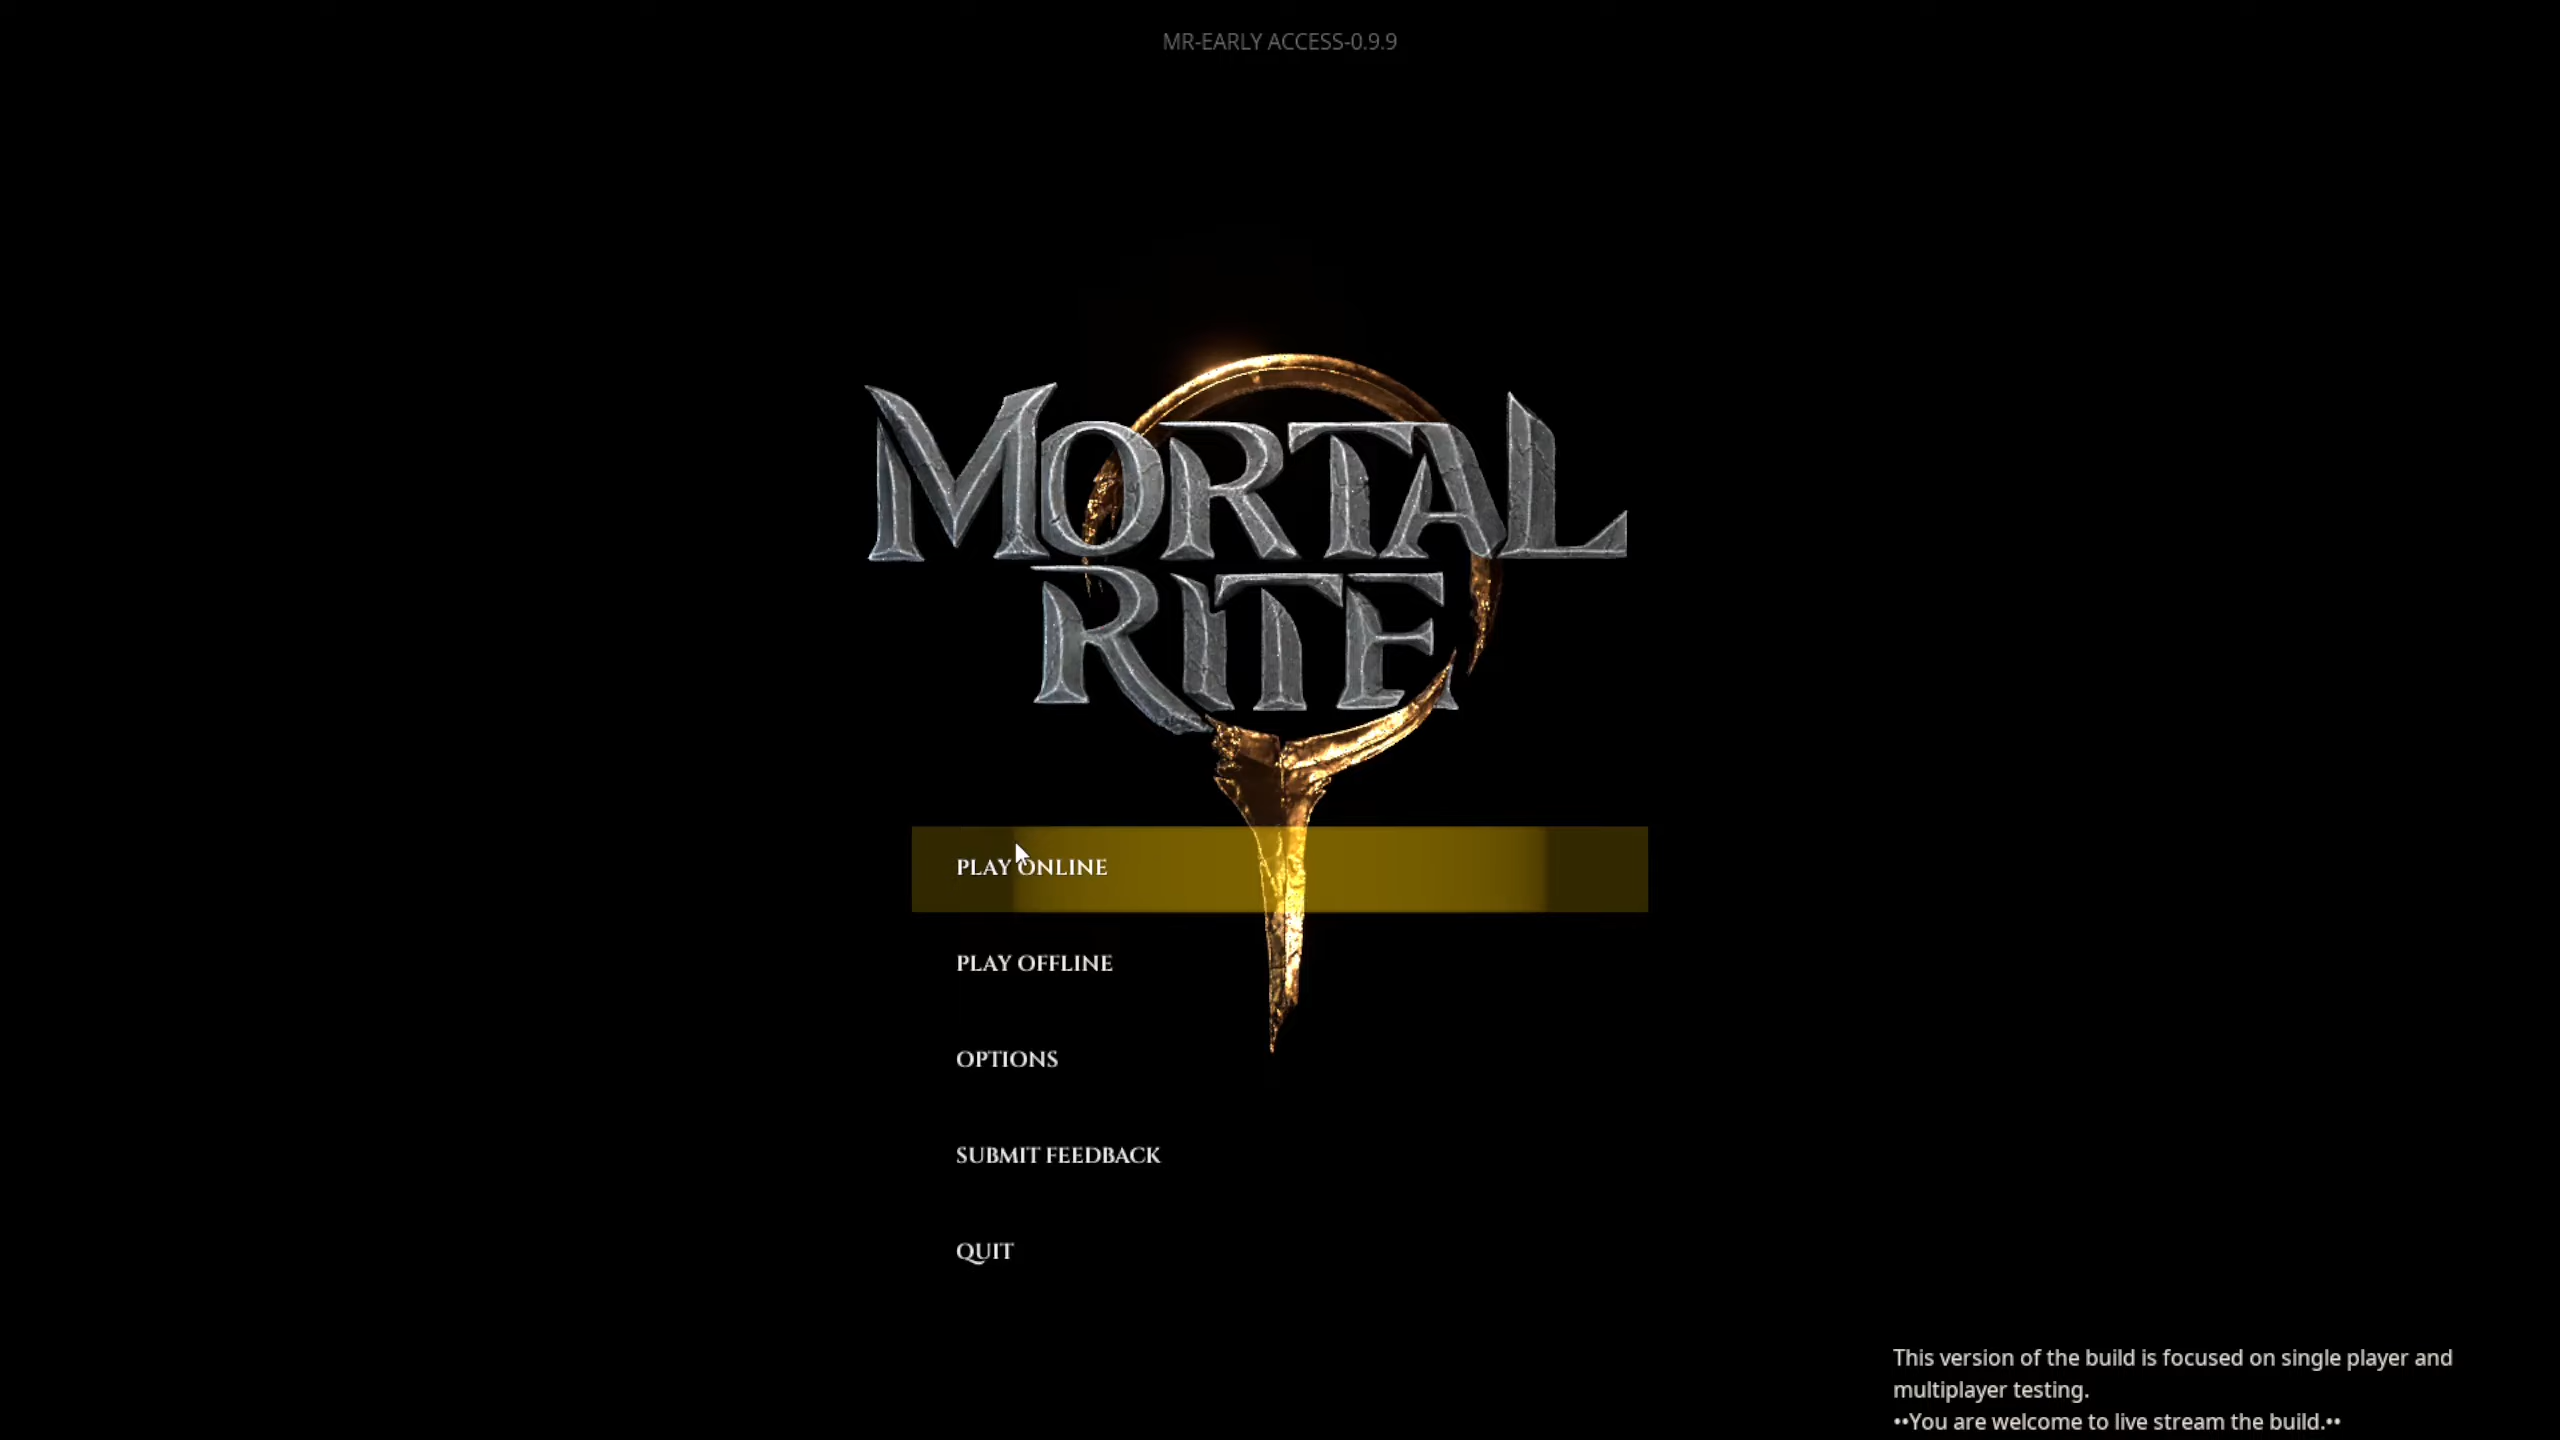 MR-EARLY ACCESS-0.9.9
MORTAL
RITE
PLAY ONLINE
PLAY OFFLINE
OPTIONS
SUBMIT FEEDBACK
QUIT
This version of the build is focused on single player and
multiplayer testing.
••You are welcome to live stream the build.••